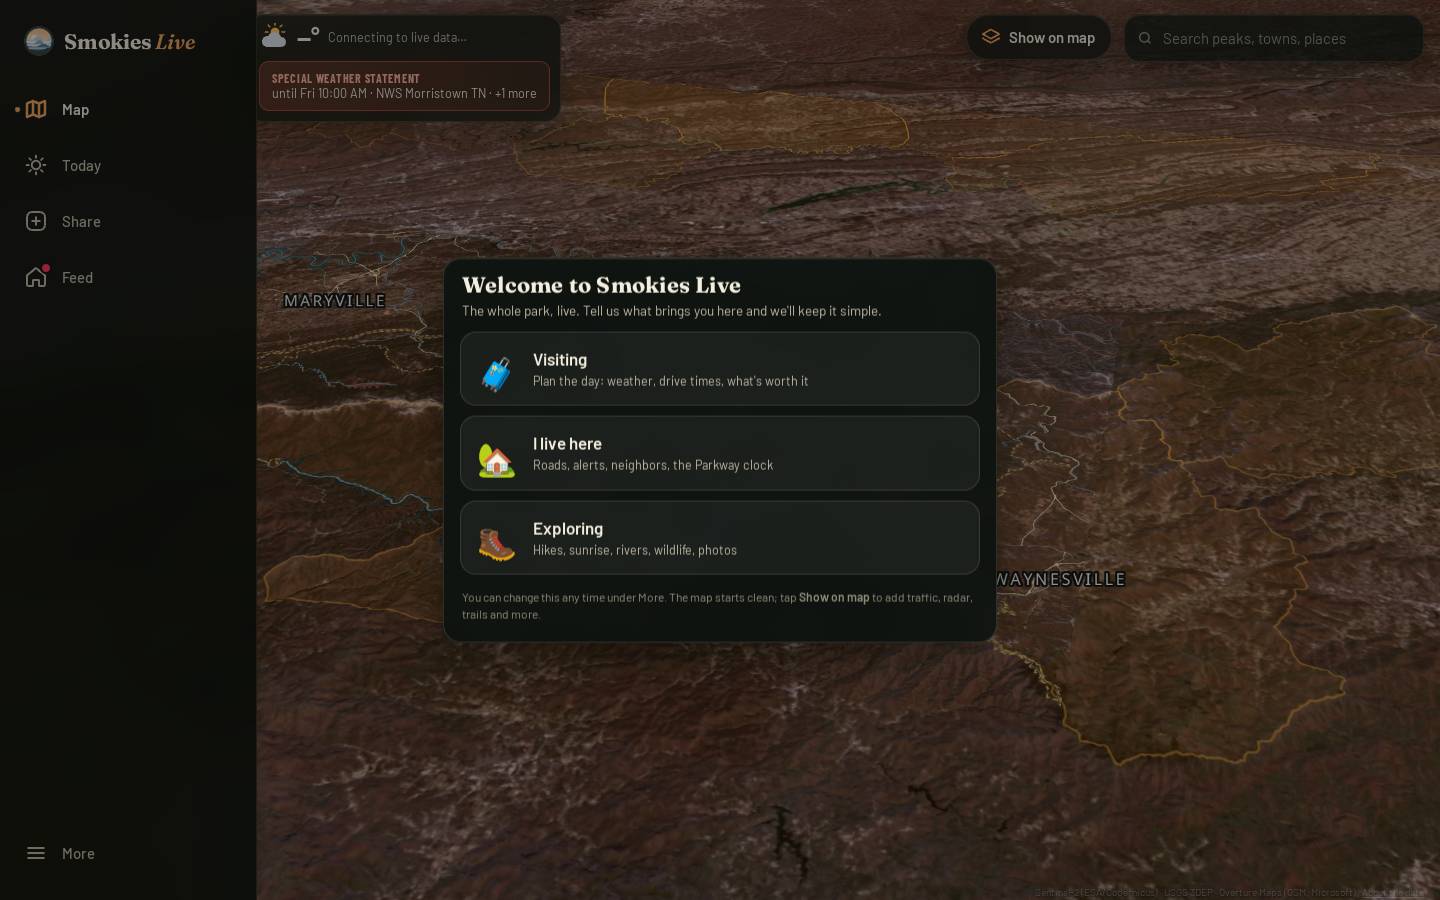 Smokies Live
Map
Today
Share
Feed
More
Connecting to live data...
SPECIAL WEATHER STATEMENT
until Fri 10:00 AM · NWS Morristown TN · +1 more
Show on map
Search peaks, towns, places
MARYVILLE
WAYNESVILLE
Welcome to Smokies Live
The whole park, live. Tell us what brings you here and we'll keep it simple.
Visiting
Plan the day: weather, drive times, what's worth it
I live here
Roads, alerts, neighbors, the Parkway clock
Exploring
Hikes, sunrise, rivers, wildlife, photos
You can change this any time under More. The map starts clean; tap Show on map to add traffic, radar,
trails and more.